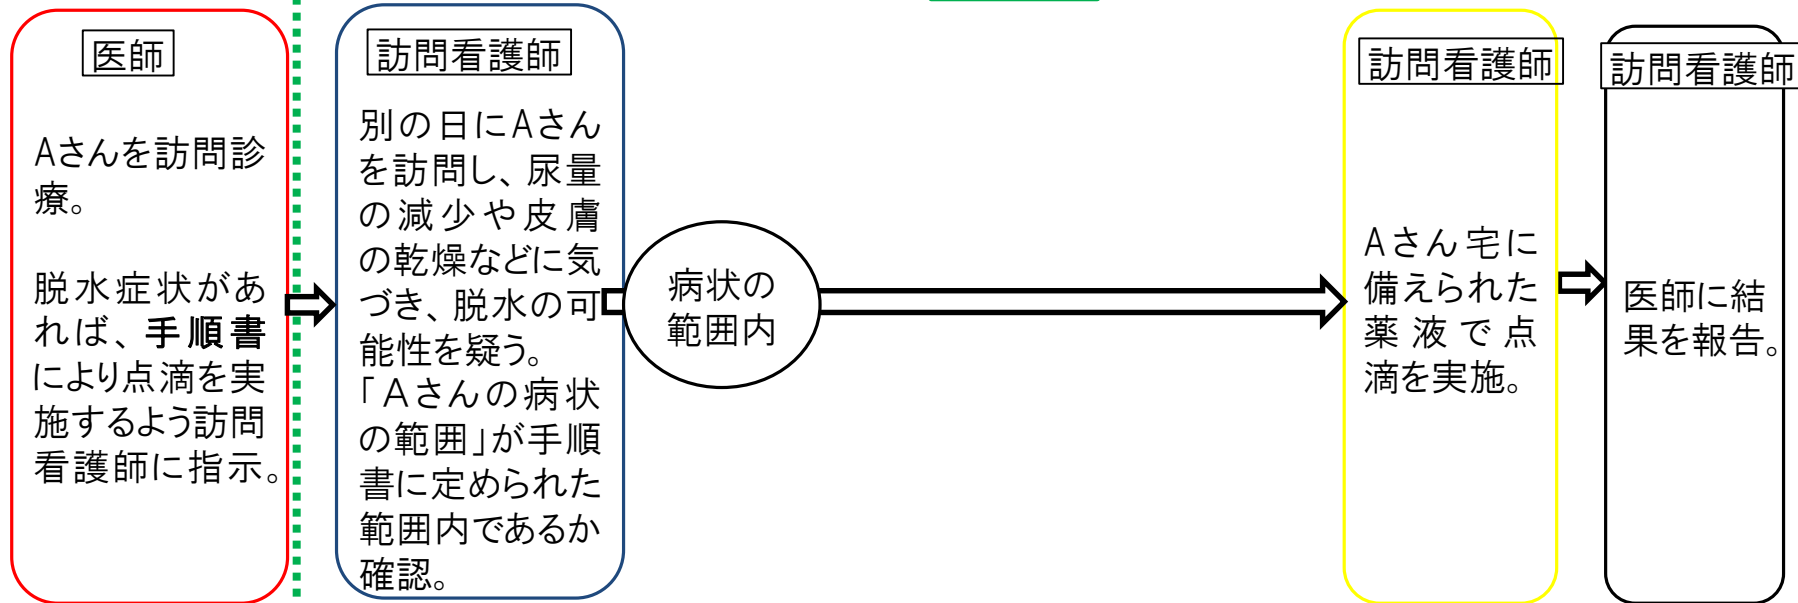 医師
Aさんを訪問診
療。
脱水症状があ
れば、手順書
により点滴を実
施するよう訪問
看護師に指示。
訪問看護師
別の日にAさん
を訪問し、尿量
の減少や皮膚
の乾燥などに気
づき、脱水の可
能性を疑う。
「Aさんの病状
の範囲」が手順
書に定められた
範囲内であるか
確認。
病状の
範囲内
訪問看護師
Aさん宅に
備えられた
薬液で点
滴を実施。
訪問看護師
医師に結
果を報告。